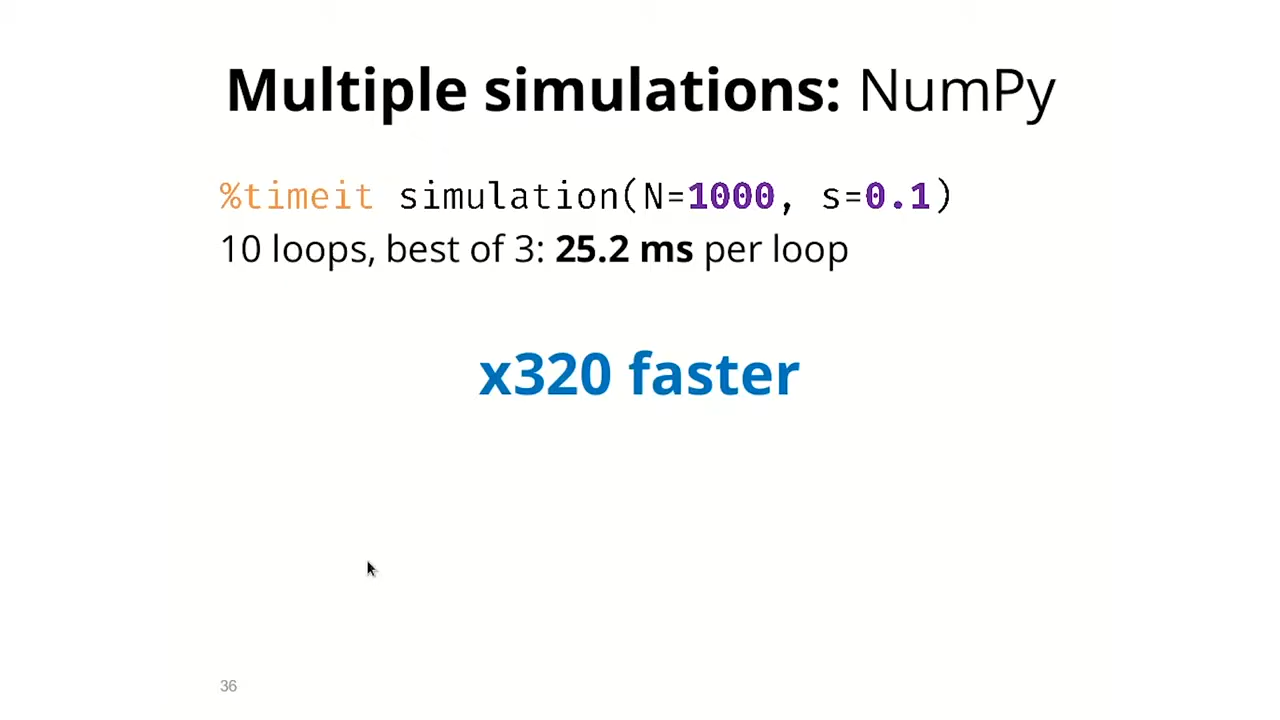 Multiple simulations: NumPy
%timeit simulation(N=1000, s=0.1)
10 loops, best of 3: 25.2 ms per loop
x320 faster
36